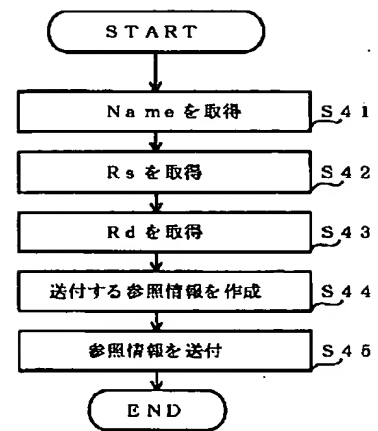 START
Nameを取得 S41
Rsを取得 S42
Rdを取得 S43
送付する参照情報を作成 S44
参照情報を送付 S45
END